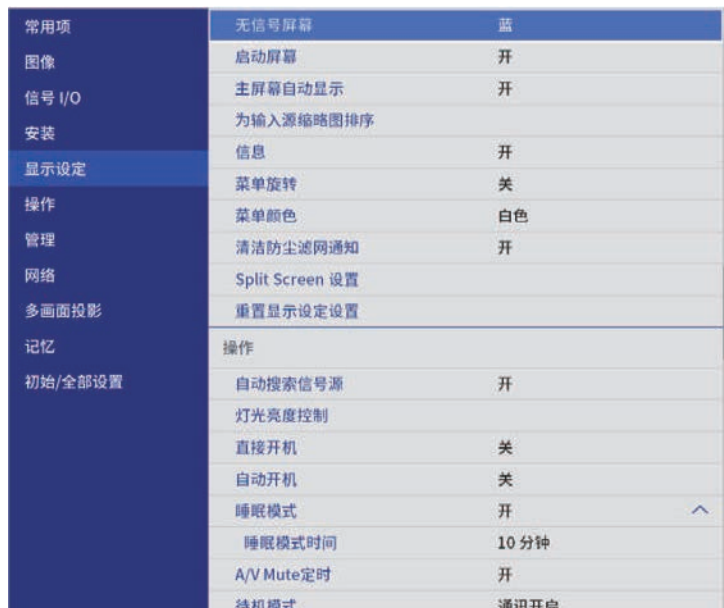 常用项
图像
信号 I/O
安装
显示设定
操作
管理
网络
多画面投影
记忆
初始/全部设置
无信号屏幕 蓝
启动屏幕 开
主屏幕自动显示 开
为输入源缩略图排序
信息 开
菜单旋转 关
菜单颜色 白色
清洁防尘滤网通知 开
Split Screen 设置
重置显示设定设置
操作
自动搜索信号源 开
灯光亮度控制
直接开机 关
自动开机 关
睡眠模式 开
睡眠模式时间 10 分钟
A/V Mute定时 开
待机模式 通讯开启